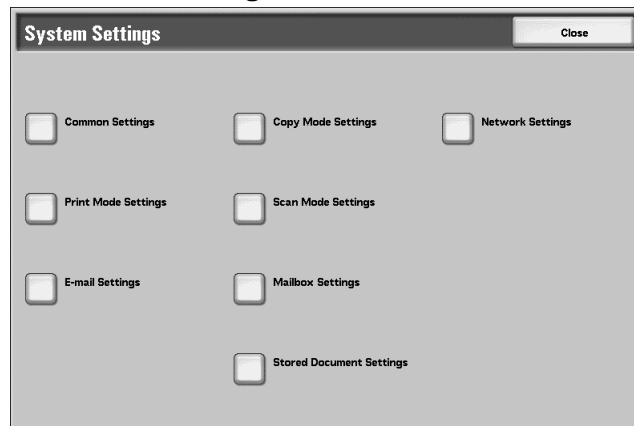 System Settings
Close
Common Settings
Copy Mode Settings
Network Settings
Print Mode Settings
Scan Mode Settings
E-mail Settings
Mailbox Settings
Stored Document Settings